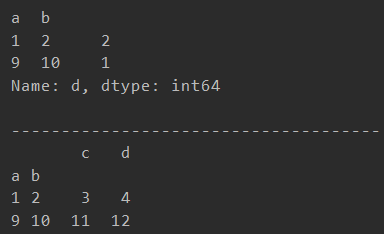 a  b
1  2     2
9  10    1
Name: d, dtype: int64
-------------------------------------
       c   d
a b
1 2    3   4
9 10  11  12